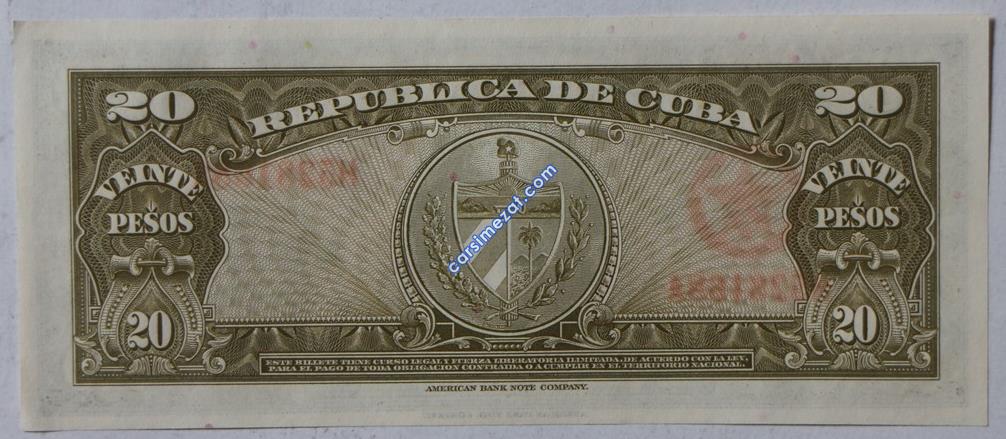 20
REPUBLICA DE CUBA
20
VEINTE
PESOS
VEINTE
PESOS
carsimezat.com
20
20
ESTE BILLETE TIENE CURSO LEGAL Y FUERZA LIBERATORIA ILIMITADA, DE ACUERDO CON LA LEY,
PARA EL PAGO DE TODA OBLIGACION CONTRAIDA O A CUMPLIR EN EL TERRITORIO NACIONAL.
AMERICAN BANK NOTE COMPANY.